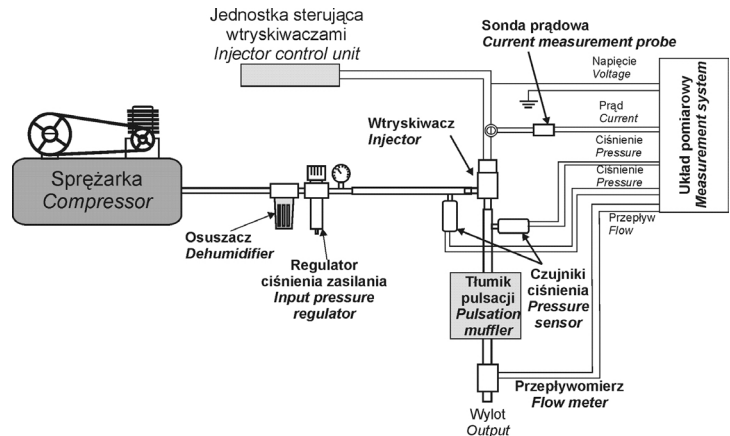 Jednostka sterująca
wtryskiwaczami
Injector control unit
Sonda prądowa
Current measurement probe
Napięcie
Voltage
Prąd
Current
Ciśnienie
Pressure
Ciśnienie
Pressure
Przepływ
Flow
Układ pomiarowy
Measurement system
Wtryskiwacz
Injector
Sprężarka
Compressor
Osuszacz
Dehumidifier
Regulator
ciśnienia zasilania
Input pressure
regulator
Czujniki
ciśnienia
Pressure
sensor
Tłumik
pulsacji
Pulsation
muffler
Przepływomierz
Flow meter
Wylot
Output